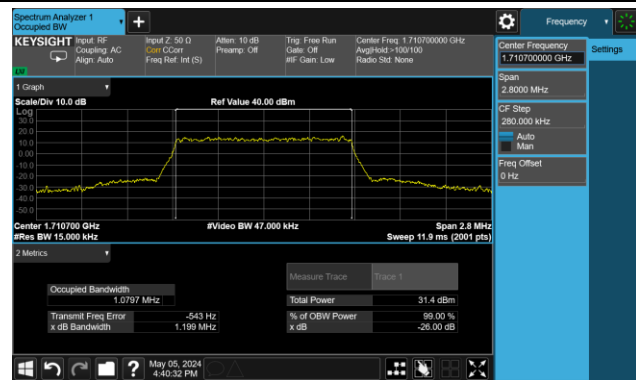 Spectrum Analyzer 1
Occupied BW
Frequency
KEYSIGHT
Input: RF
Coupling: AC
Align: Auto
Input Z: 50 Ω
Corr CCorr
Freq Ref: Int (S)
Atten: 10 dB
Preamp: Off
Trig: Free Run
Gate: Off
#IF Gain: Low
Center Freq: 1.710700000 GHz
Avg|Hold:>100/100
Radio Std: None
Center Frequency
1.710700000 GHz
Settings
Span
2.8000 MHz
CF Step
280.000 kHz
Auto
Man
Freq Offset
0 Hz
1 Graph
Scale/Div 10.0 dB
Ref Value 40.00 dBm
Log
30.0
20.0
10.0
0.00
-10.0
-20.0
-30.0
-40.0
-50.0
Center 1.710700 GHz
#Video BW 47.000 kHz
Span 2.8 MHz
#Res BW 15.000 kHz
Sweep 11.9 ms (2001 pts)
2 Metrics
Measure Trace
Trace 1
Occupied Bandwidth
1.0797 MHz
Total Power
31.4 dBm
Transmit Freq Error
-543 Hz
% of OBW Power
99.00 %
x dB Bandwidth
1.199 MHz
x dB
-26.00 dB
?
May 05, 2024
4:40:32 PM